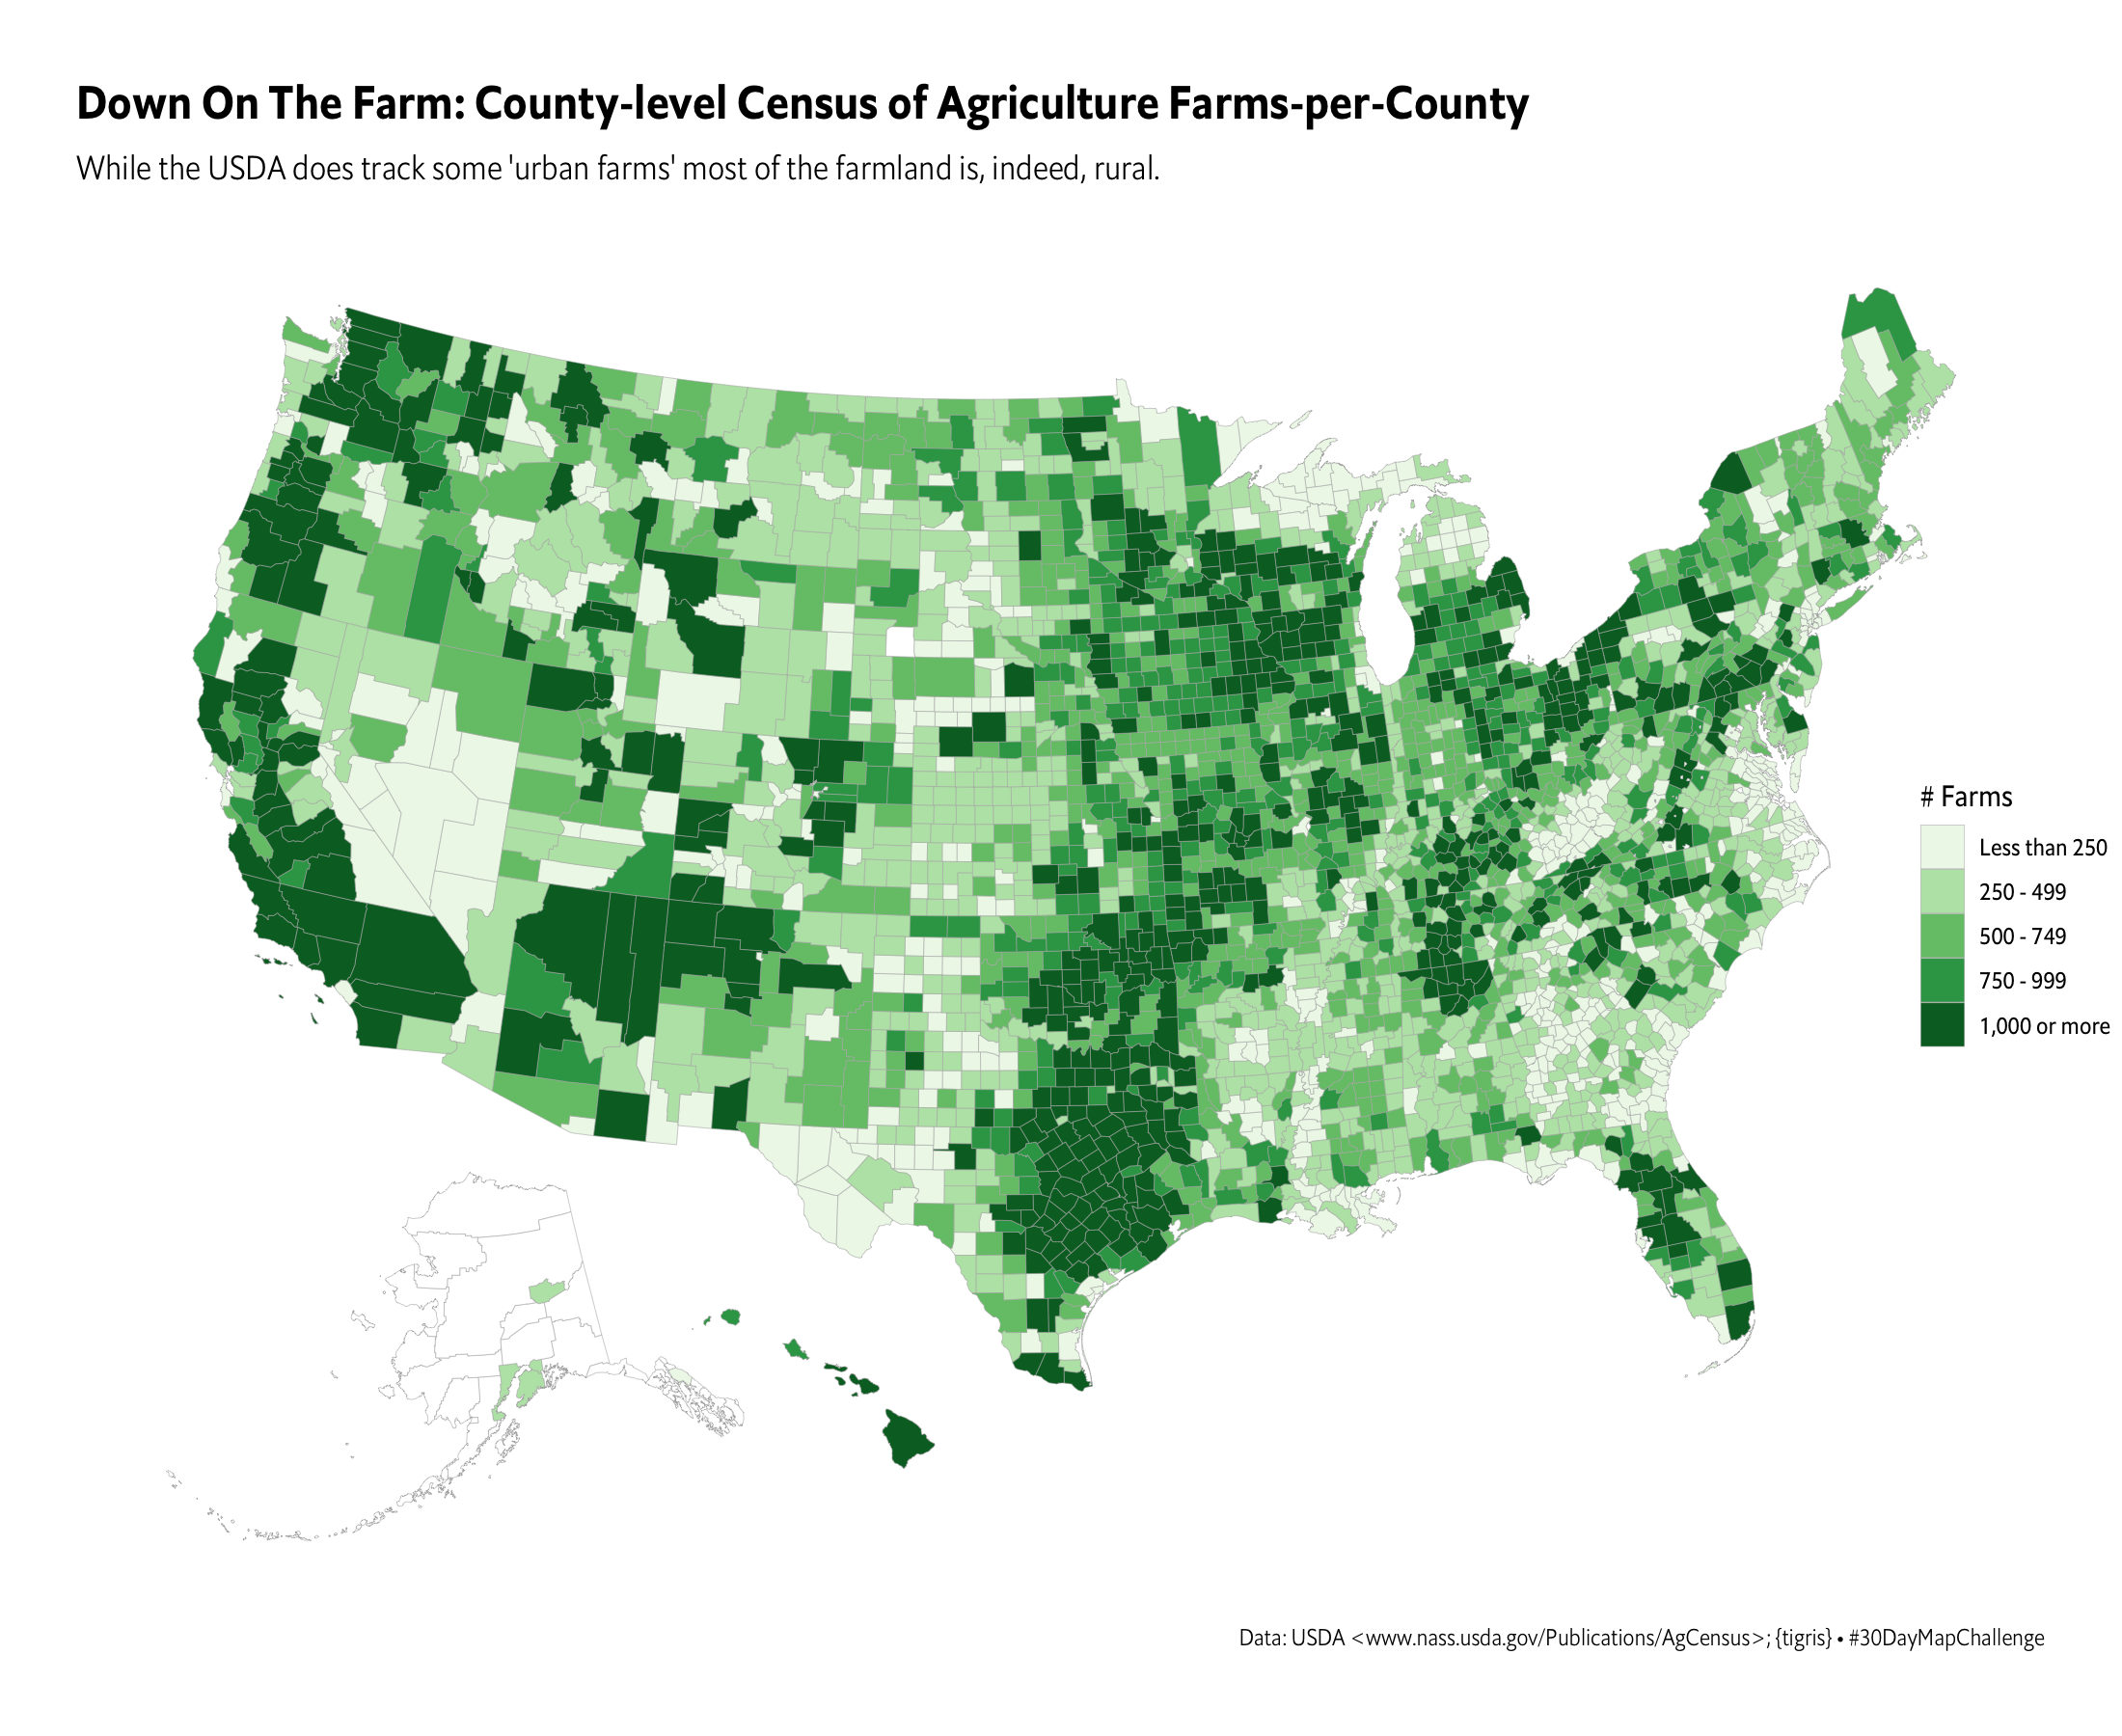 Down On The Farm: County-level Census of Agriculture Farms-per-County
While the USDA does track some 'urban farms' most of the farmland is, indeed, rural.
# Farms
Less than 250
250 - 499
500 - 749
750 - 999
1,000 or more
Data: USDA <www.nass.usda.gov/Publications/AgCensus>; {tigris} • #30DayMapChallenge